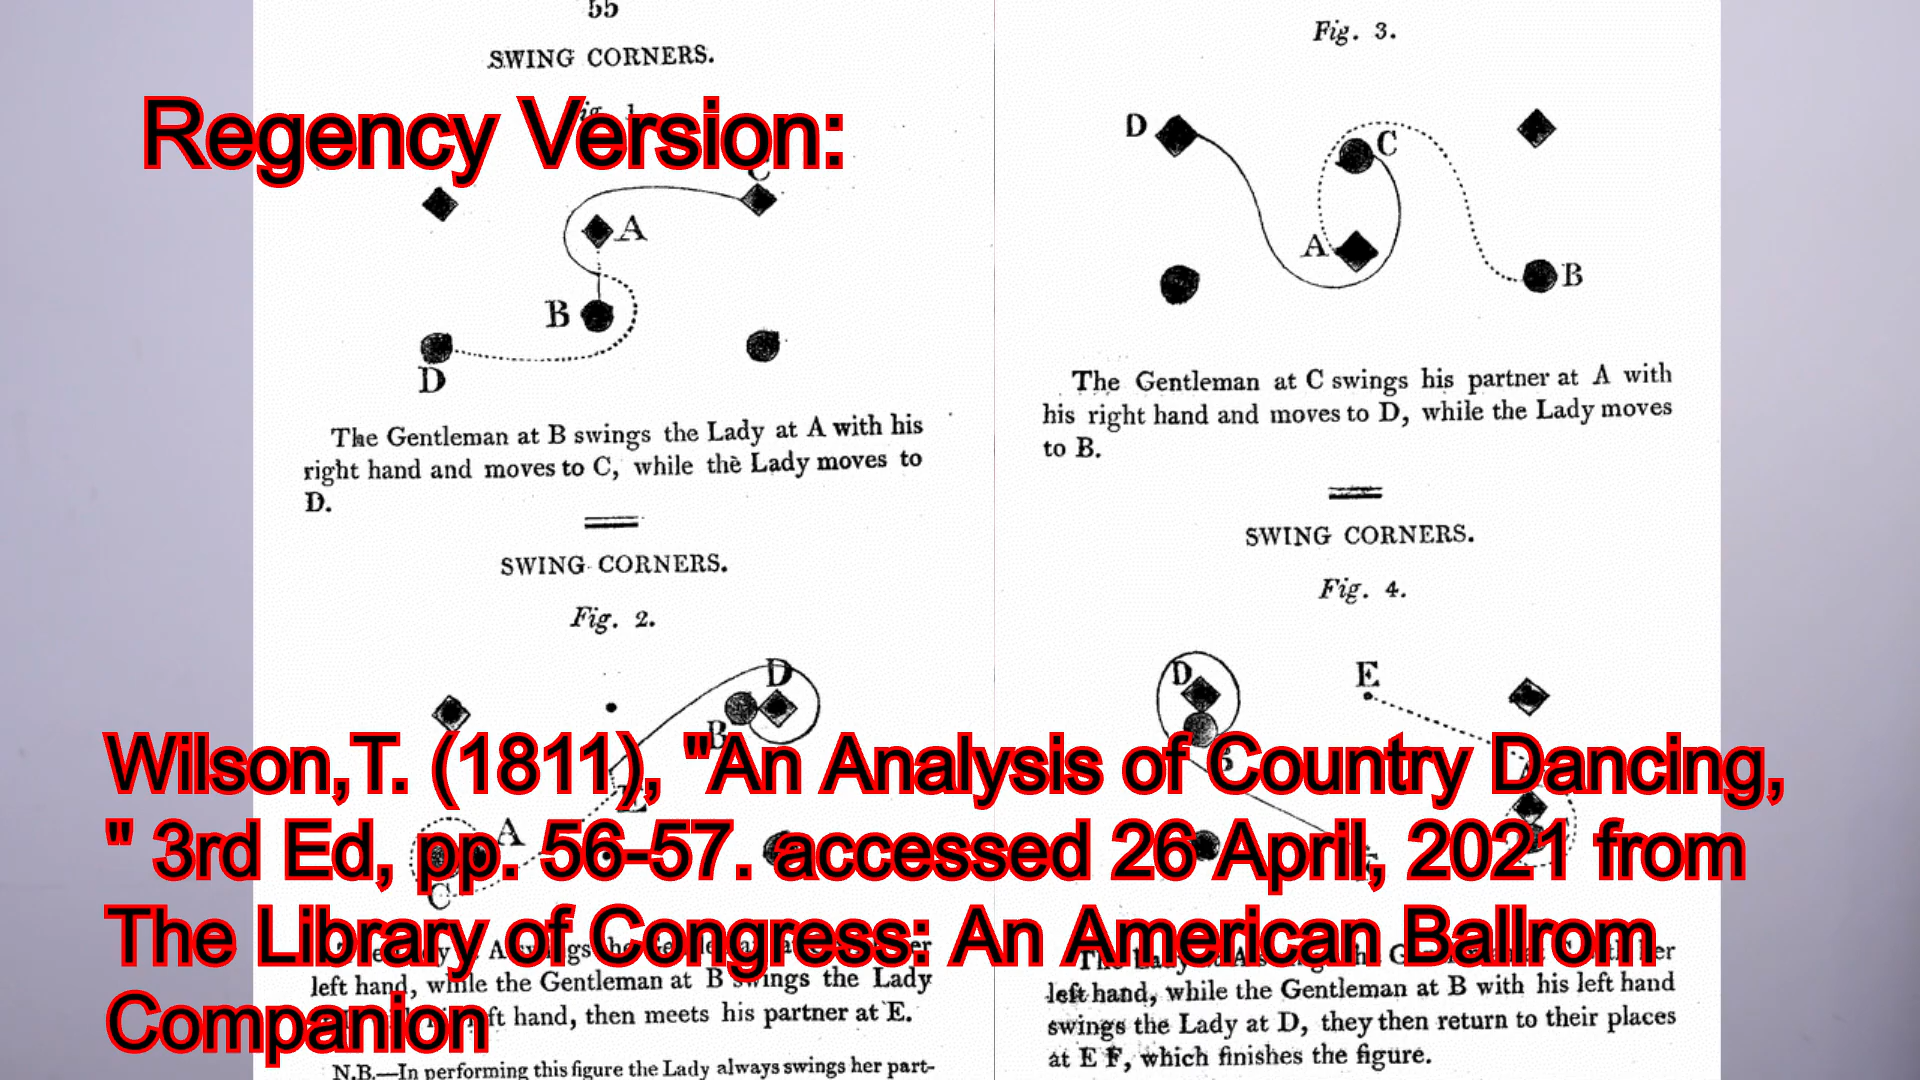 55
SWING CORNERS.
Regency Version:
C
A
B
D
The Gentleman at B swings the Lady at A with his
right hand and moves to C, while the Lady moves to
D.
SWING CORNERS.
Fig. 2.
D
B
E
A
C
left hand, while the Gentleman at B swings the Lady
left hand, then meets his partner at E.
N.B.—In performing this figure the Lady always swings her part-
Fig. 3.
D
C
A
B
The Gentleman at C swings his partner at A with
his right hand and moves to D, while the Lady moves
to B.
SWING CORNERS.
Fig. 4.
D
E
B
left hand, while the Gentleman at B with his left hand
swings the Lady at D, they then return to their places
at E F, which finishes the figure.
Wilson,T. (1811), "An Analysis of Country Dancing,
" 3rd Ed, pp. 56-57. accessed 26 April, 2021 from
The Library of Congress: An American Ballrom
Companion